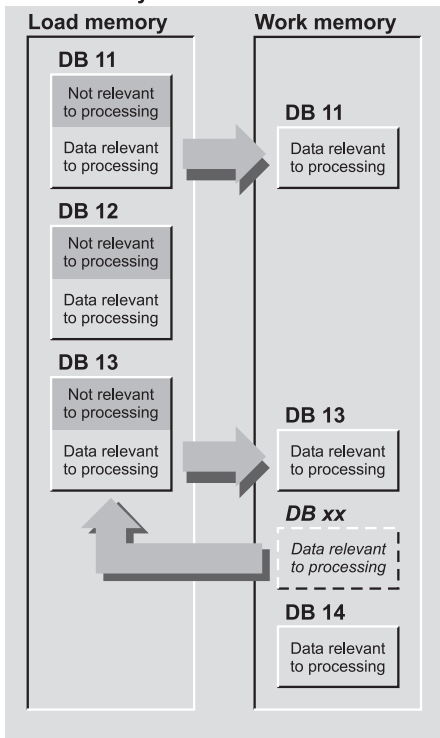 Load memory
Work memory
DB 11
Not relevant
to processing
Data relevant
to processing
DB 11
Data relevant
to processing
DB 12
Not relevant
to processing
Data relevant
to processing
DB 13
Not relevant
to processing
Data relevant
to processing
DB 13
Data relevant
to processing
DB xx
Data relevant
to processing
DB 14
Data relevant
to processing